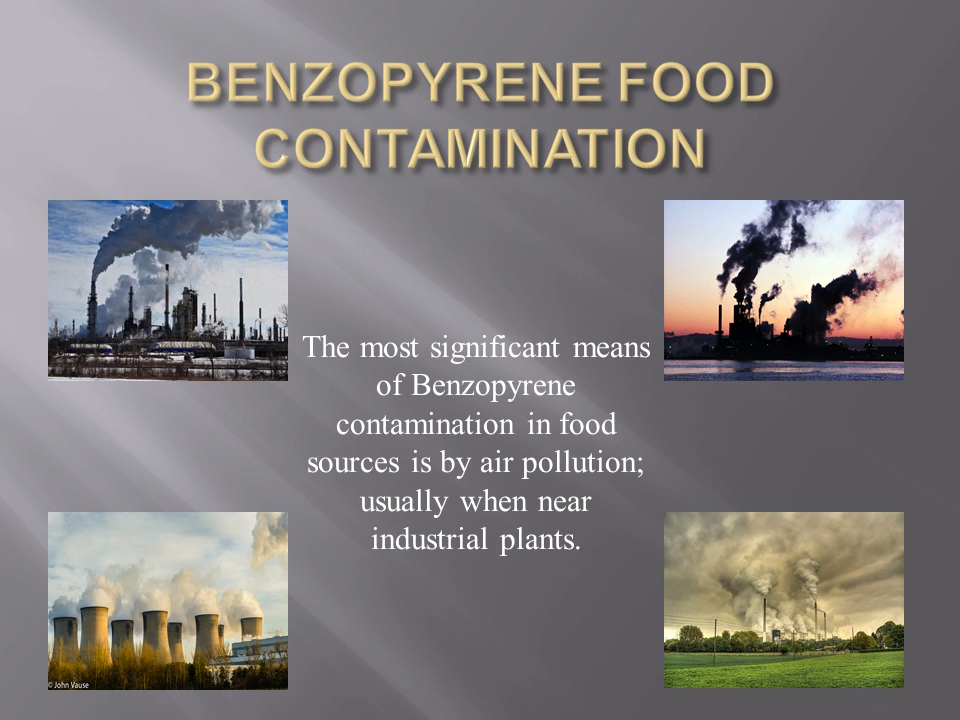 BENZOPYRENE FOOD
CONTAMINATION
The most significant means
of Benzopyrene
contamination in food
sources is by air pollution;
usually when near
industrial plants.
© John Vause